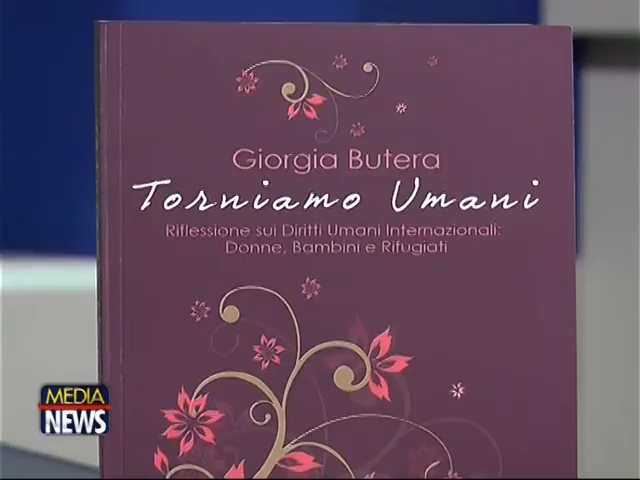 Giorgia Butera
Torniamo Umani
Riflessione sui Diritti Umani Internazionali:
Donne, Bambini e Rifugiati
MEDIA
NEWS